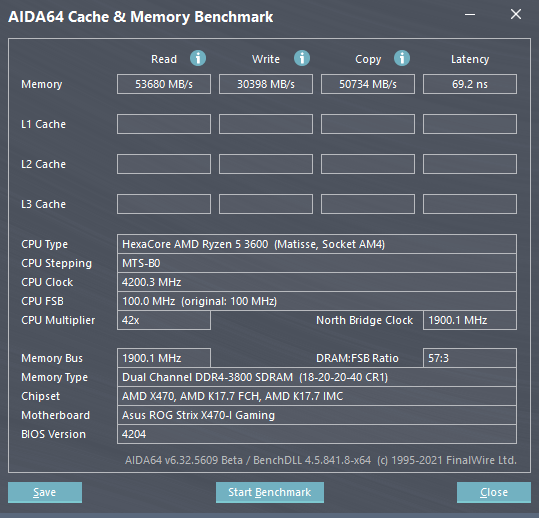 AIDA64 Cache & Memory Benchmark
Read Write Copy Latency
Memory 53680 MB/s 30398 MB/s 50734 MB/s 69.2 ns
L1 Cache
L2 Cache
L3 Cache
CPU Type HexaCore AMD Ryzen 5 3600 (Matisse, Socket AM4)
CPU Stepping MTS-B0
CPU Clock 4200.3 MHz
CPU FSB 100.0 MHz (original: 100 MHz)
CPU Multiplier 42x North Bridge Clock 1900.1 MHz
Memory Bus 1900.1 MHz DRAM:FSB Ratio 57:3
Memory Type Dual Channel DDR4-3800 SDRAM (18-20-20-40 CR1)
Chipset AMD X470, AMD K17.7 FCH, AMD K17.7 IMC
Motherboard Asus ROG Strix X470-I Gaming
BIOS Version 4204
AIDA64 v6.32.5609 Beta / BenchDLL 4.5.841.8-x64 (c) 1995-2021 FinalWire Ltd.
Save Start Benchmark Close